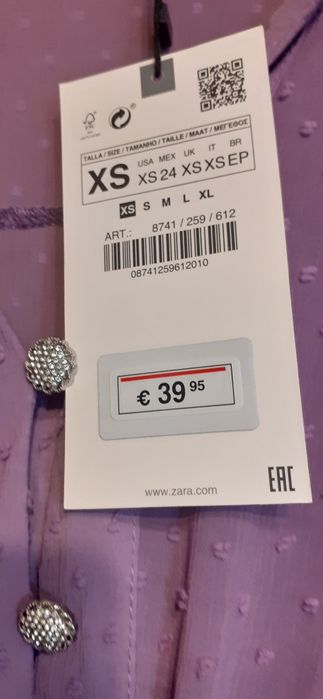 FSC
®
TALLA / SIZE / TAMANHO / TAILLE / MAAT / ΜΕΓΕΘΟΣ
XS
USA MEX UK IT BR
XS 24 XS XS EP
XS S M L XL
ART.: 8741 / 259 / 612
08741259612010
€ 39 95
www.zara.com
EAC